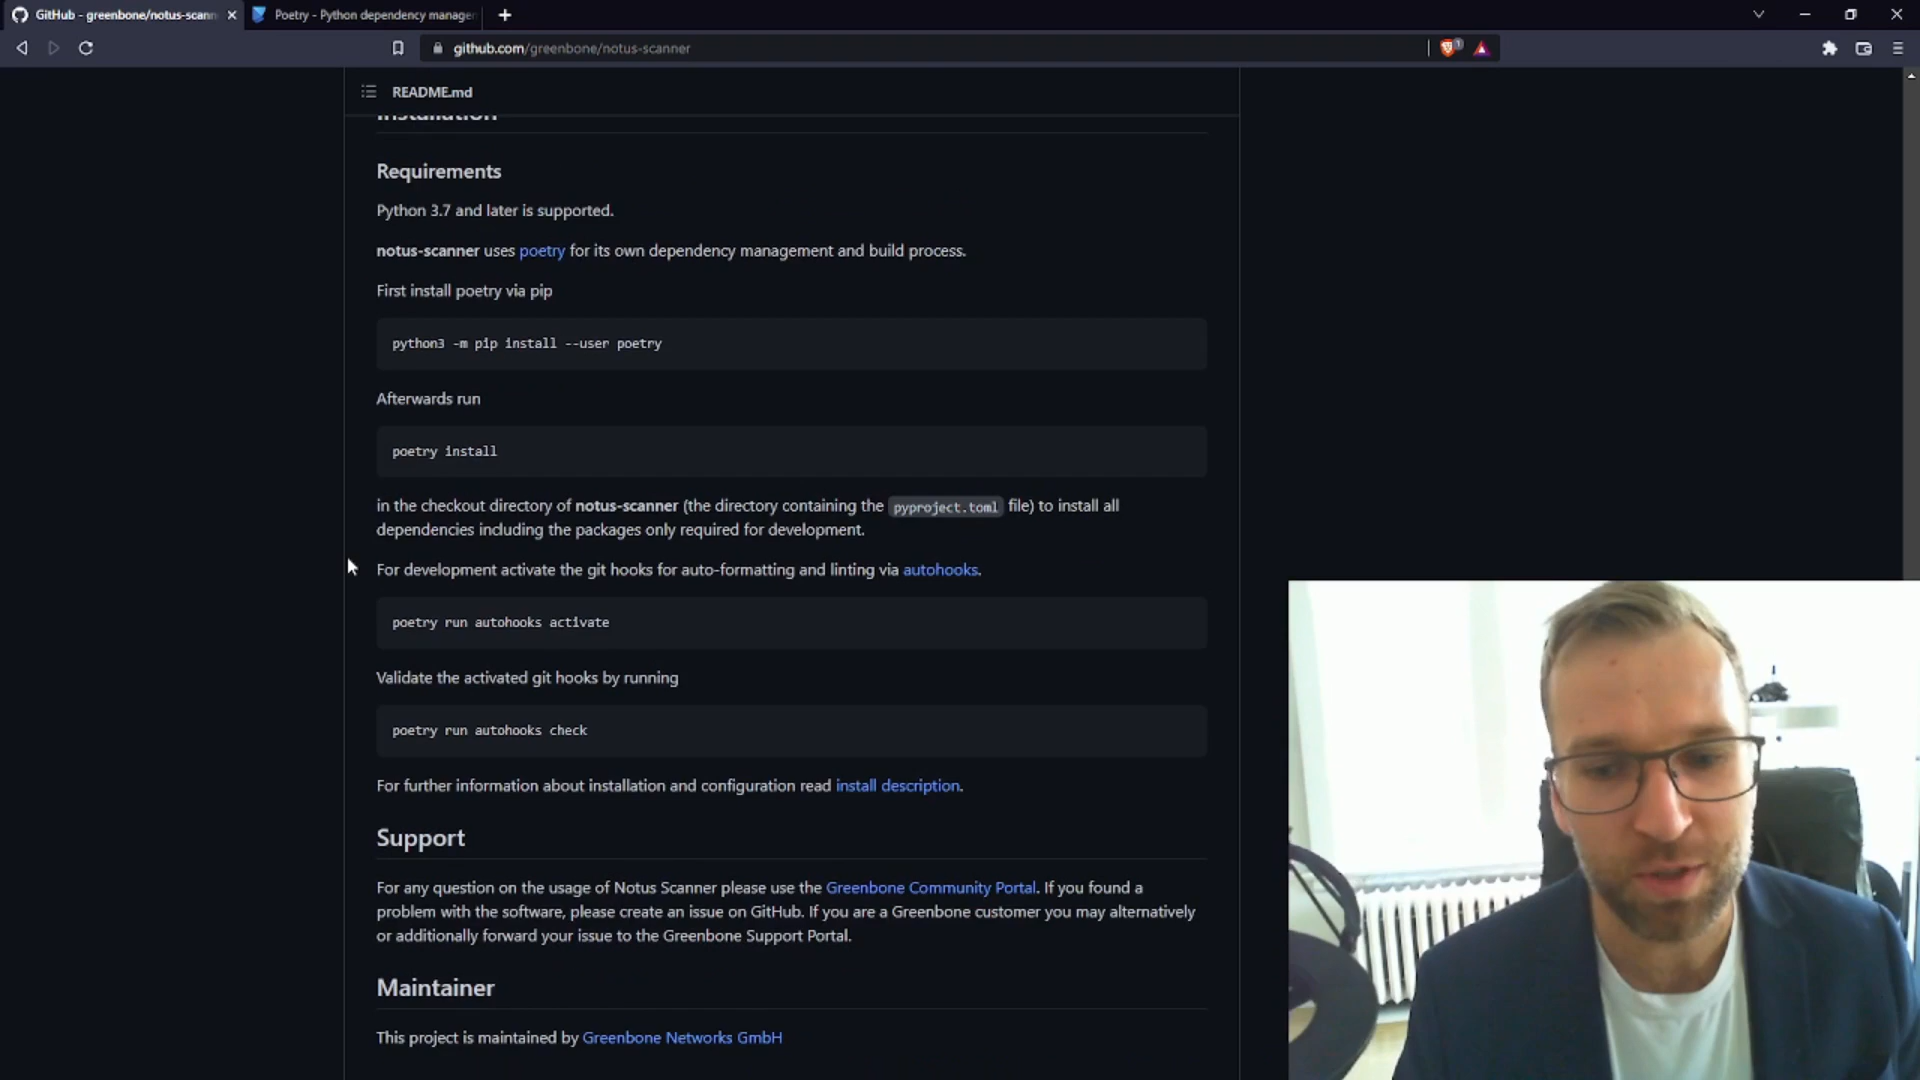 GitHub - greenbone/notus-scann
Poetry - Python dependency manage
github.com/greenbone/notus-scanner
1
README.md
Installation
Requirements
Python 3.7 and later is supported.
notus-scanner uses poetry for its own dependency management and build process.
First install poetry via pip
python3 -m pip install --user poetry
Afterwards run
poetry install
in the checkout directory of notus-scanner (the directory containing the pyproject.toml file) to install all
dependencies including the packages only required for development.
For development activate the git hooks for auto-formatting and linting via autohooks.
poetry run autohooks activate
Validate the activated git hooks by running
poetry run autohooks check
For further information about installation and configuration read install description.
Support
For any question on the usage of Notus Scanner please use the Greenbone Community Portal. If you found a
problem with the software, please create an issue on GitHub. If you are a Greenbone customer you may alternatively
or additionally forward your issue to the Greenbone Support Portal.
Maintainer
This project is maintained by Greenbone Networks GmbH